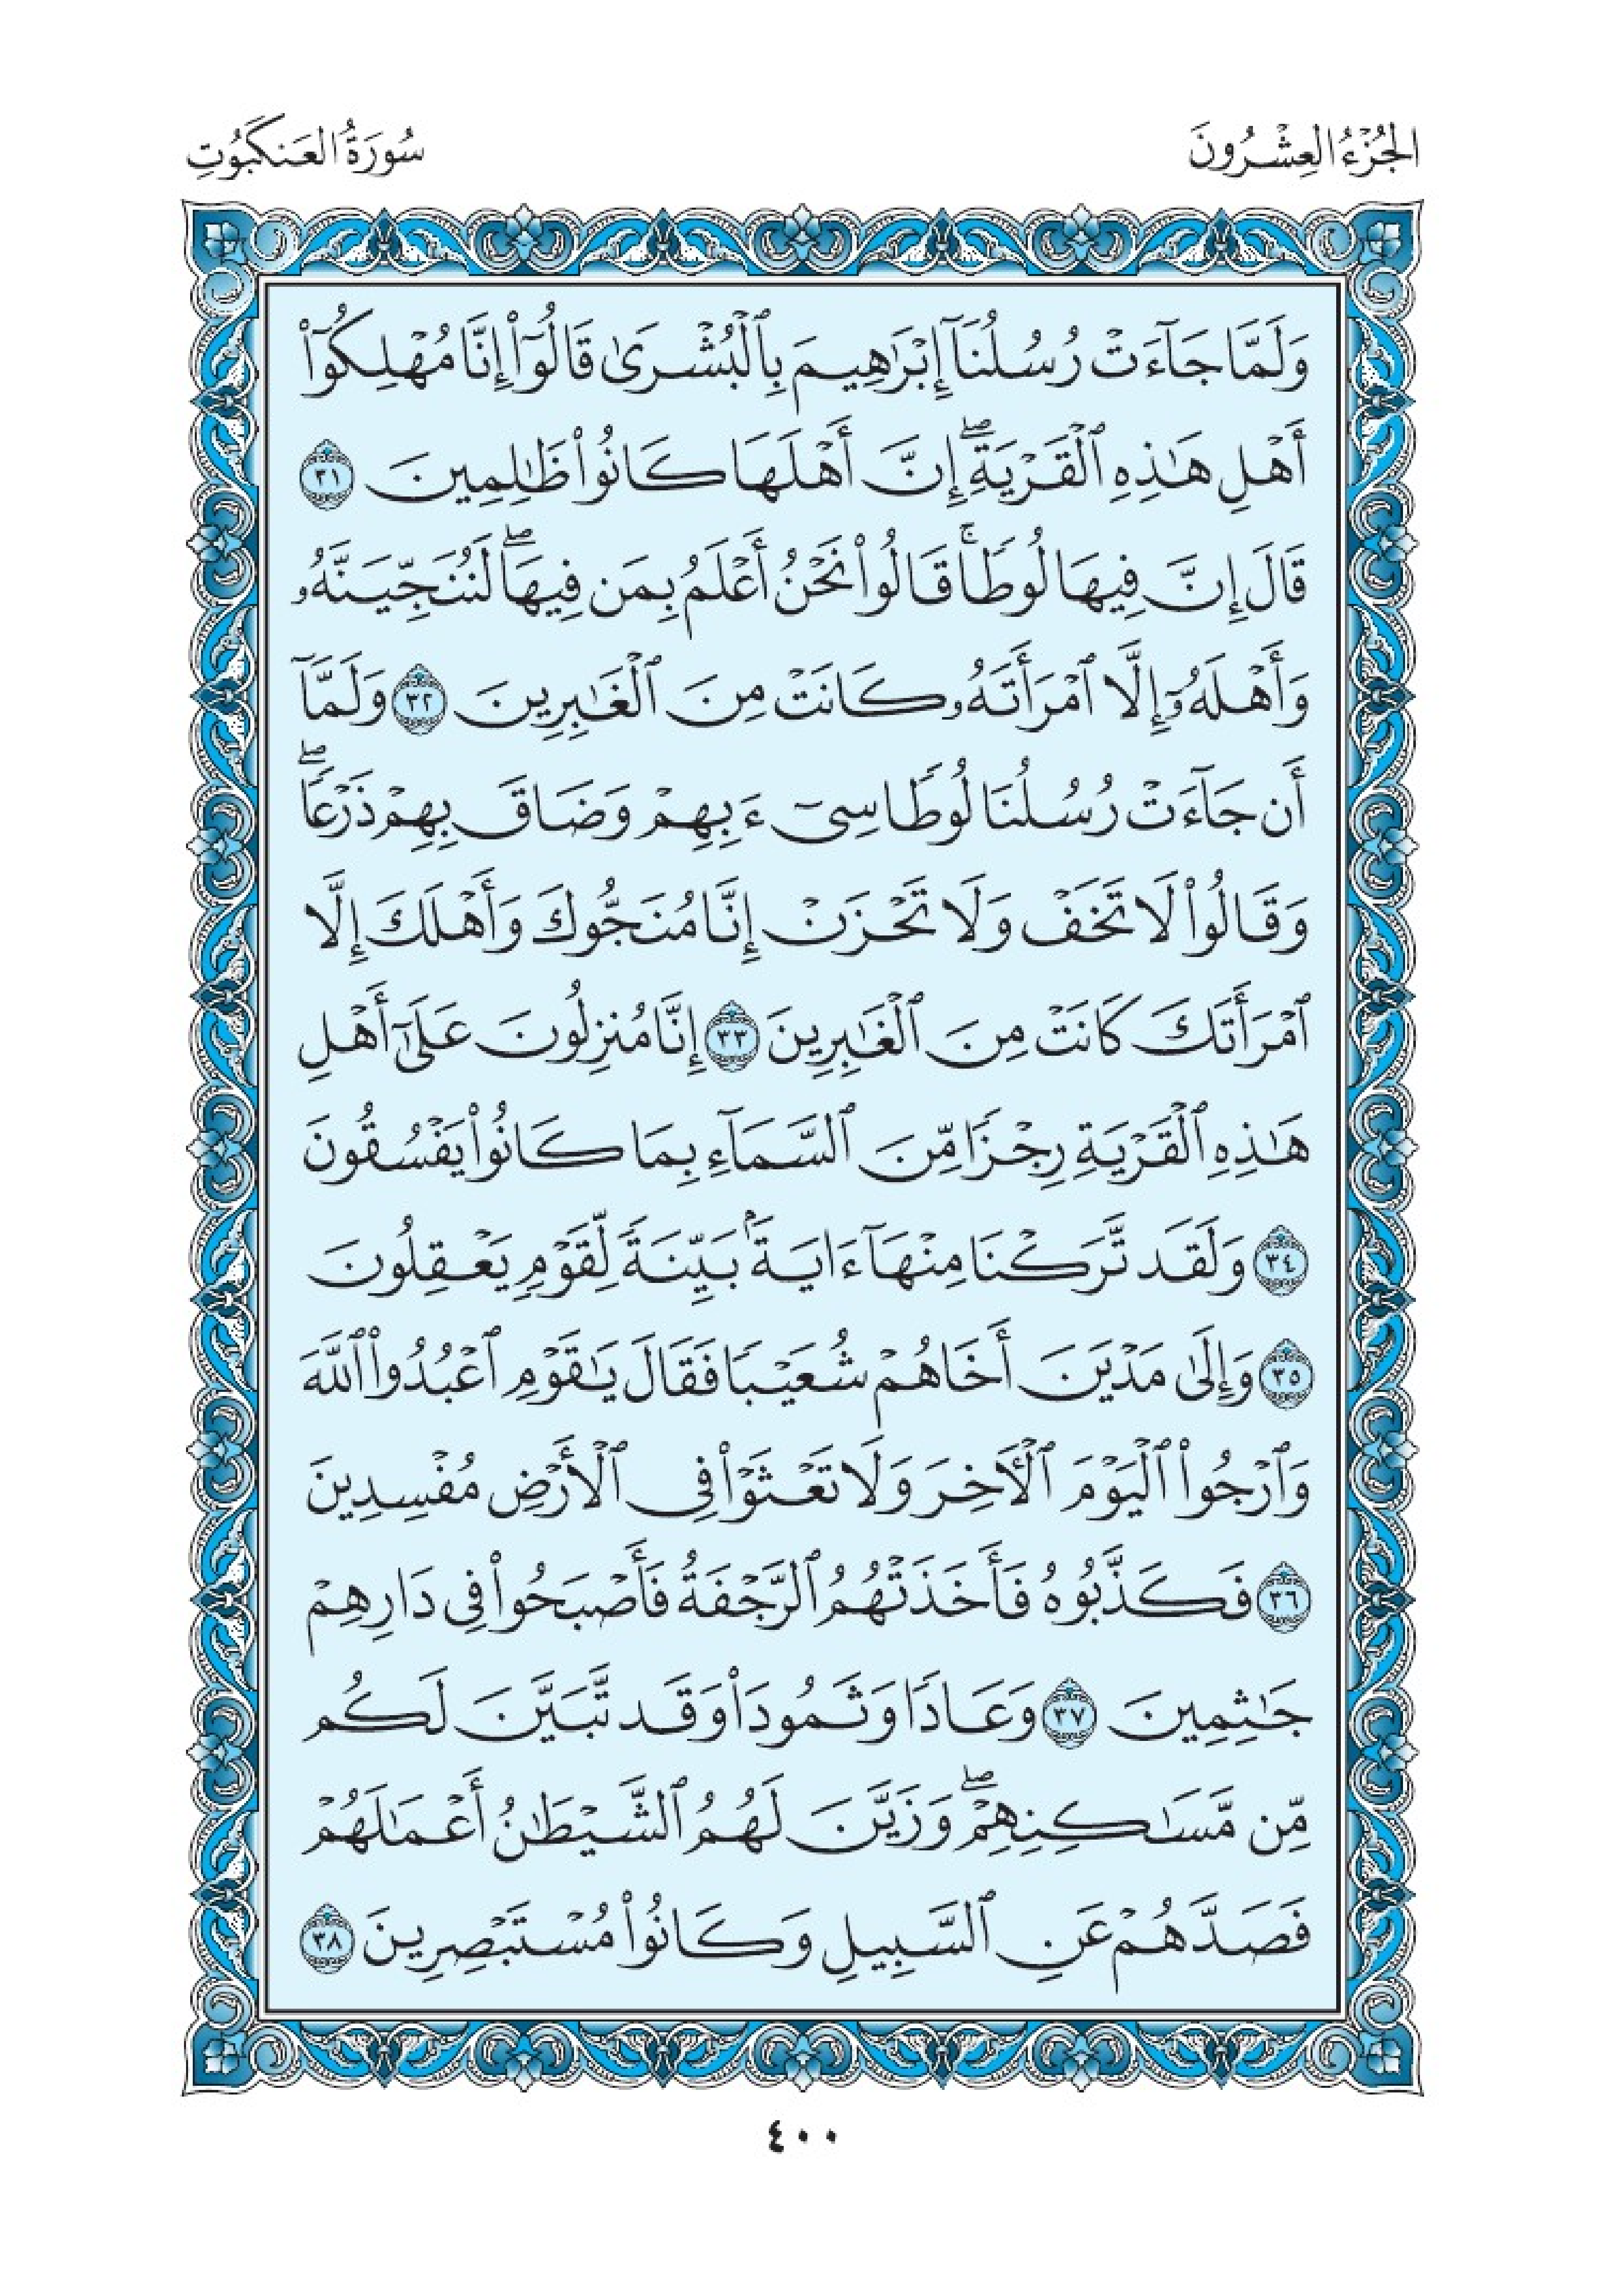 الجُزْءُ العِشْرُونَ
سُورَةُ العَنكَبُوتِ
وَلَمَّا جَآءَتْ رُسُلُنَآ إِبْرَٰهِيمَ بِٱلْبُشْرَىٰ قَالُوٓا۟ إِنَّا مُهْلِكُوٓا۟
أَهْلِ هَٰذِهِ ٱلْقَرْيَةِ ۖ إِنَّ أَهْلَهَا كَانُوا۟ ظَٰلِمِينَ ٣١
قَالَ إِنَّ فِيهَا لُوطًا ۚ قَالُوا۟ نَحْنُ أَعْلَمُ بِمَن فِيهَا ۖ لَنُنَجِّيَنَّهُۥ
وَأَهْلَهُۥٓ إِلَّا ٱمْرَأَتَهُۥ كَانَتْ مِنَ ٱلْغَٰبِرِينَ ٣٢ وَلَمَّآ
أَن جَآءَتْ رُسُلُنَا لُوطًا سِىٓءَ بِهِمْ وَضَاقَ بِهِمْ ذَرْعًا ۖ
وَقَالُوا۟ لَا تَخَفْ وَلَا تَحْزَنْ إِنَّا مُنَجُّوكَ وَأَهْلَكَ إِلَّا
ٱمْرَأَتَكَ كَانَتْ مِنَ ٱلْغَٰبِرِينَ ٣٣ إِنَّا مُنزِلُونَ عَلَىٰٓ أَهْلِ
هَٰذِهِ ٱلْقَرْيَةِ رِجْزًا مِّنَ ٱلسَّمَآءِ بِمَا كَانُوا۟ يَفْسُقُونَ
٣٤ وَلَقَد تَّرَكْنَا مِنْهَآ ءَايَةًۢ بَيِّنَةً لِّقَوْمٍ يَعْقِلُونَ
٣٥ وَإِلَىٰ مَدْيَنَ أَخَاهُمْ شُعَيْبًا فَقَالَ يَٰقَوْمِ ٱعْبُدُوا۟ ٱللَّهَ
وَٱرْجُوا۟ ٱلْيَوْمَ ٱلْـَٔاخِرَ وَلَا تَعْثَوْا۟ فِى ٱلْأَرْضِ مُفْسِدِينَ
٣٦ فَكَذَّبُوهُ فَأَخَذَتْهُمُ ٱلرَّجْفَةُ فَأَصْبَحُوا۟ فِى دَارِهِمْ
جَٰثِمِينَ ٣٧ وَعَادًا وَثَمُودَا۟ وَقَد تَّبَيَّنَ لَكُم
مِّن مَّسَٰكِنِهِمْ ۖ وَزَيَّنَ لَهُمُ ٱلشَّيْطَٰنُ أَعْمَٰلَهُمْ
فَصَدَّهُمْ عَنِ ٱلسَّبِيلِ وَكَانُوا۟ مُسْتَبْصِرِينَ ٣٨
٤٠٠